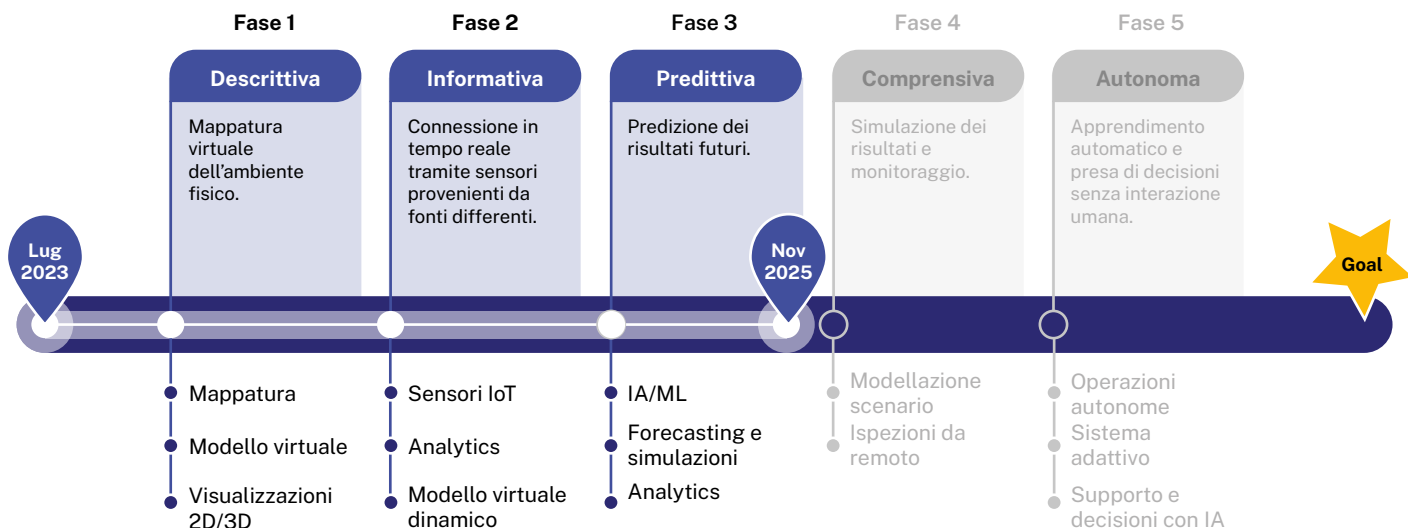 Fase 1
Fase 2
Fase 3
Fase 4
Fase 5
Descrittiva
Informativa
Predittiva
Comprensiva
Autonoma
Mappatura
virtuale
dell'ambiente
fisico.
Connessione in
tempo reale
tramite sensori
provenienti da
fonti differenti.
Predizione dei
risultati futuri.
Simulazione dei
risultati e
monitoraggio.
Apprendimento
automatico e
presa di decisioni
senza interazione
umana.
Lug
2023
Nov
2025
Goal
Mappatura
Modello virtuale
Visualizzazioni
2D/3D
Sensori IoT
Analytics
Modello virtuale
dinamico
IA/ML
Forecasting e
simulazioni
Analytics
Modellazione
scenario
Ispezioni da
remoto
Operazioni
autonome
Sistema
adattivo
Supporto e
decisioni con IA